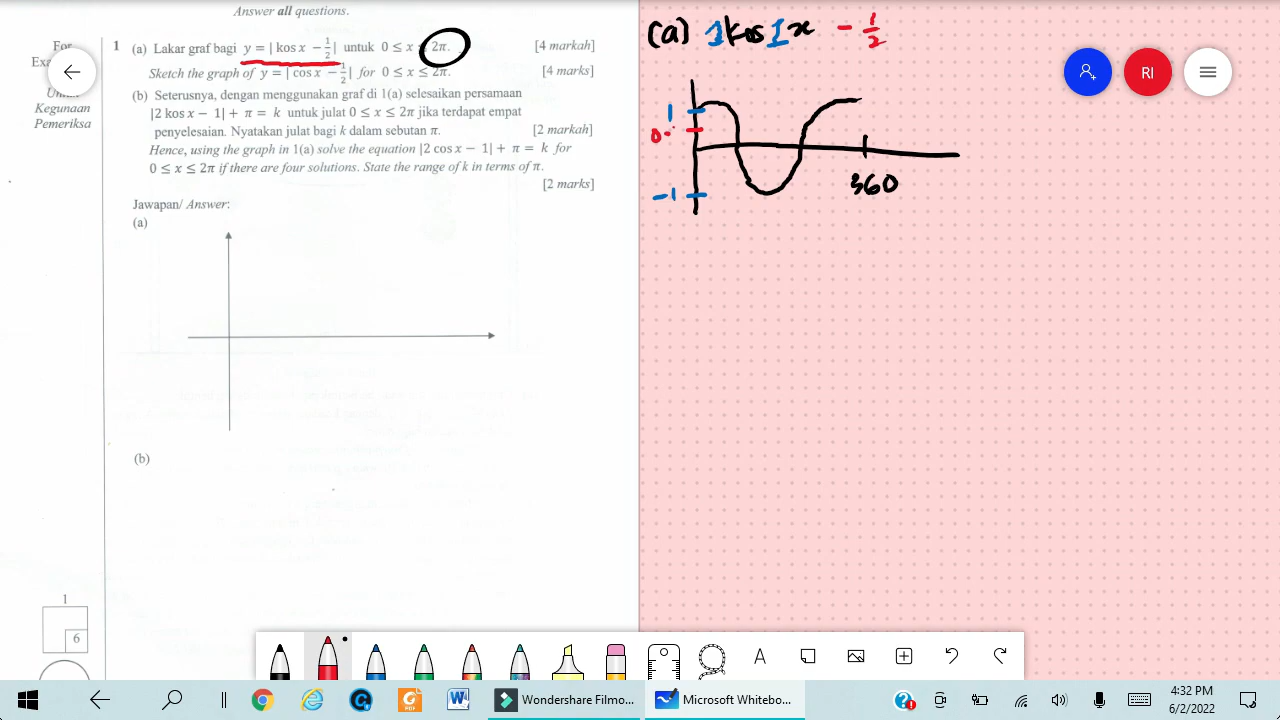 Answer all questions.
For
1 (a) Lakar graf bagi y = | kos x − 1/2 | untuk 0 ≤ x ≤ 2π. [4 markah]
Sketch the graph of y = | cos x − 1/2 | for 0 ≤ x ≤ 2π. [4 marks]
Kegunaan
Pemeriksa
(b) Seterusnya, dengan menggunakan graf di 1(a) selesaikan persamaan
|2 kos x − 1| + π = k untuk julat 0 ≤ x ≤ 2π jika terdapat empat
penyelesaian. Nyatakan julat bagi k dalam sebutan π. [2 markah]
Hence, using the graph in 1(a) solve the equation |2 cos x − 1| + π = k for
0 ≤ x ≤ 2π if there are four solutions. State the range of k in terms of π.
[2 marks]
Jawapan/ Answer:
(a)
(b)
1
6
(a) 1kos1x − 1/2
1
0·
−1
360
RI
A
PDF
W
Wondershare Filmo...
Microsoft Whitebo...
4:32 PM
6/2/2022